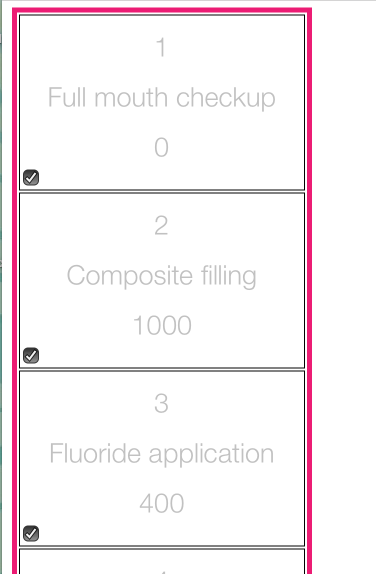 1
Full mouth checkup
0
2
Composite filling
1000
3
Fluoride application
400